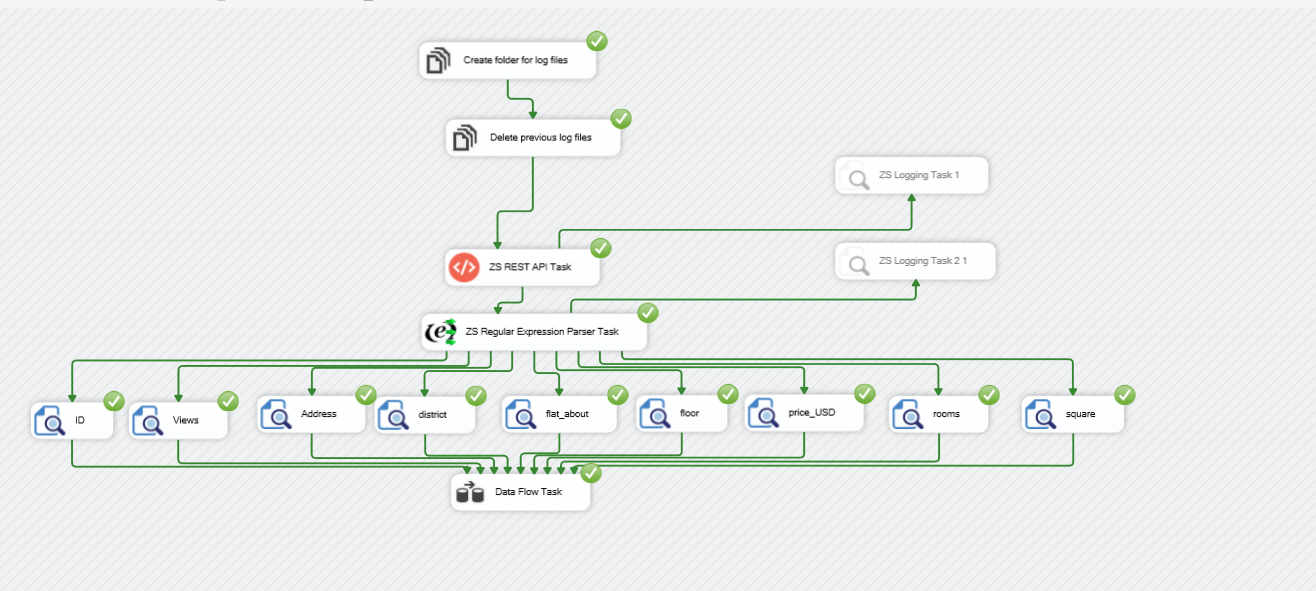 Create folder for log files
Delete previous log files
ZS Logging Task 1
ZS Logging Task 2 1
ZS REST API Task
ZS Regular Expression Parser Task
ID
Views
Address
district
flat_about
floor
price_USD
rooms
square
Data Flow Task